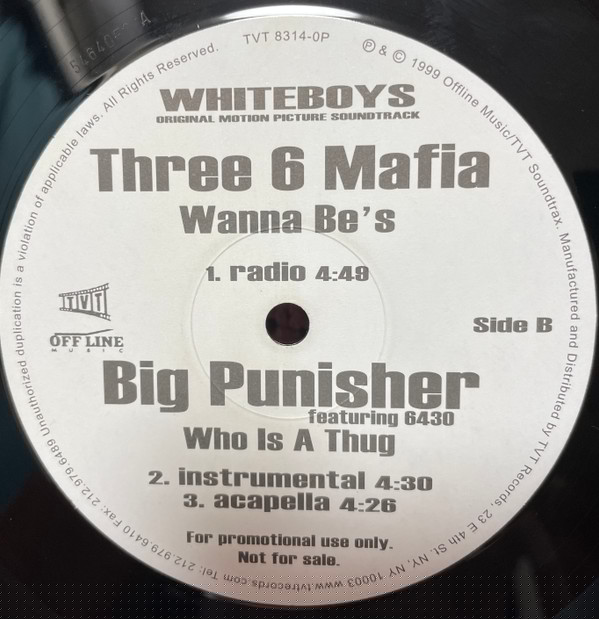 TVT 8314-0P
℗ & © 1999 Offline Music/TVT Soundtrax. Manufactured and Distributed by TVT Records, 23 E 4th St. NY, NY, 10003 www.tvtrecords.com Tel: 212.979.6410 Fax: 212.979.6489 Unauthorized duplication is a violation of applicable laws. All Rights Reserved.
WHITEBOYS
ORIGINAL MOTION PICTURE SOUNDTRACK
Three 6 Mafia
Wanna Be's
1. radio 4:49
TVT
OFF LINE
MUSIC
Side B
Big Punisher
featuring 6430
Who Is A Thug
2. instrumental 4:30
3. acapella 4:26
For promotional use only.
Not for sale.